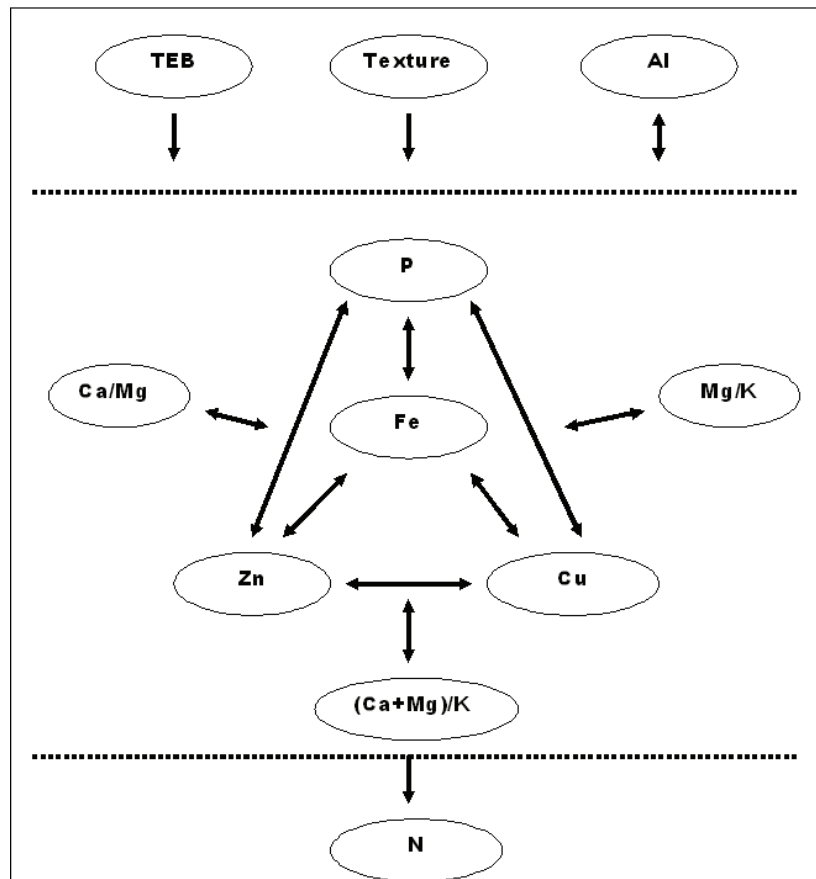 TEB Texture Al
P
Ca/Mg Mg/K
Fe
Zn Cu
(Ca+Mg)/K
N